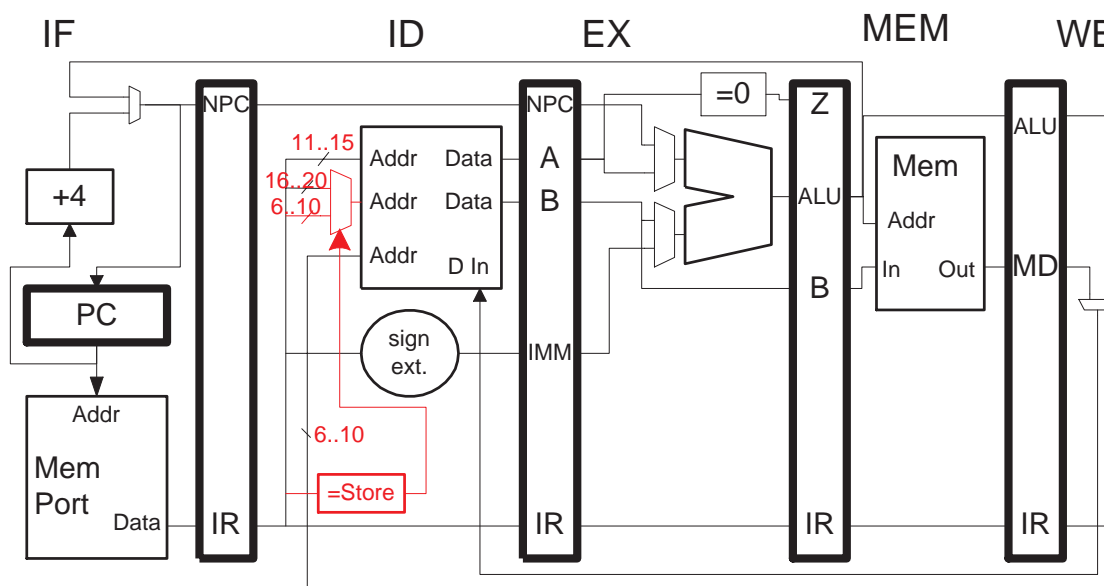 IF
ID
EX
MEM
WB
NPC
NPC
=0
Z
ALU
+4
11..15
Addr
Data
A
Mem
16..20
Addr
Data
B
ALU
6..10
Addr
Addr
D In
In
Out
MD
B
PC
sign
ext.
IMM
Addr
Mem
Port
Data
6..10
=Store
IR
IR
IR
IR